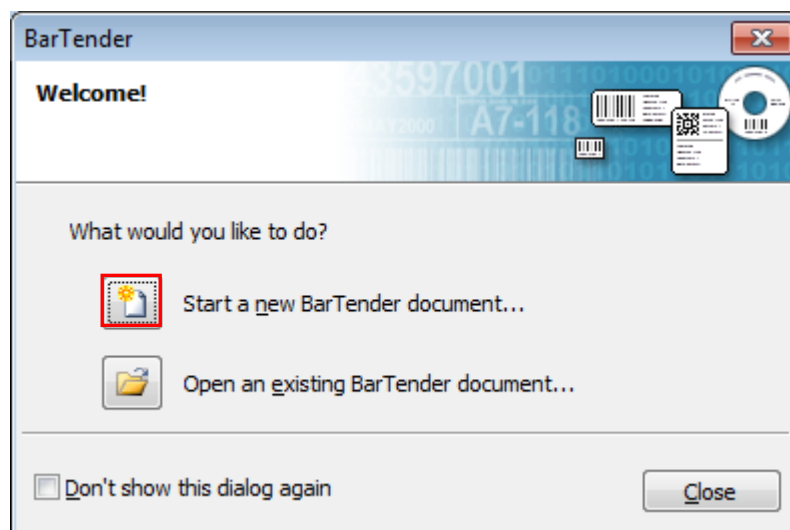 BarTender
Welcome!
3597001
A7-118
What would you like to do?
Start a new BarTender document...
Open an existing BarTender document...
Don't show this dialog again
Close